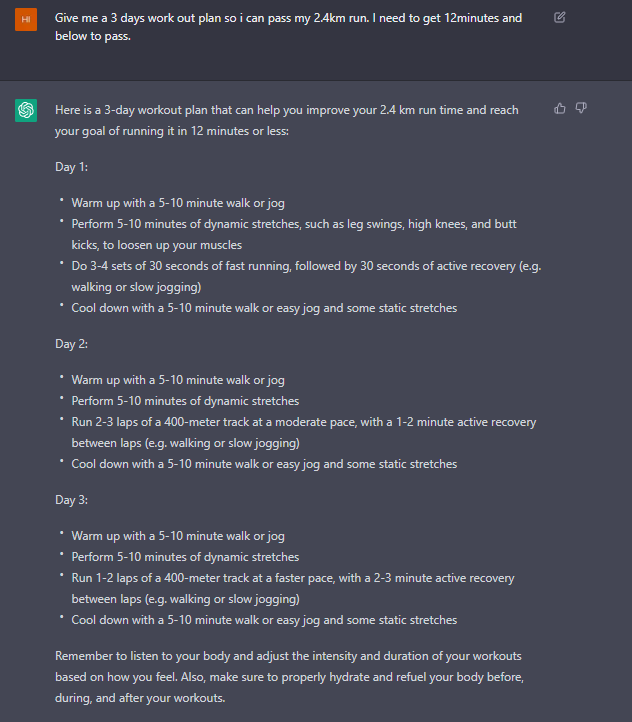 HI
Give me a 3 days work out plan so i can pass my 2.4km run. I need to get 12minutes and
below to pass.
Here is a 3-day workout plan that can help you improve your 2.4 km run time and reach
your goal of running it in 12 minutes or less:
Day 1:
• Warm up with a 5-10 minute walk or jog
• Perform 5-10 minutes of dynamic stretches, such as leg swings, high knees, and butt
kicks, to loosen up your muscles
• Do 3-4 sets of 30 seconds of fast running, followed by 30 seconds of active recovery (e.g.
walking or slow jogging)
• Cool down with a 5-10 minute walk or easy jog and some static stretches
Day 2:
• Warm up with a 5-10 minute walk or jog
• Perform 5-10 minutes of dynamic stretches
• Run 2-3 laps of a 400-meter track at a moderate pace, with a 1-2 minute active recovery
between laps (e.g. walking or slow jogging)
• Cool down with a 5-10 minute walk or easy jog and some static stretches
Day 3:
• Warm up with a 5-10 minute walk or jog
• Perform 5-10 minutes of dynamic stretches
• Run 1-2 laps of a 400-meter track at a faster pace, with a 2-3 minute active recovery
between laps (e.g. walking or slow jogging)
• Cool down with a 5-10 minute walk or easy jog and some static stretches
Remember to listen to your body and adjust the intensity and duration of your workouts
based on how you feel. Also, make sure to properly hydrate and refuel your body before,
during, and after your workouts.